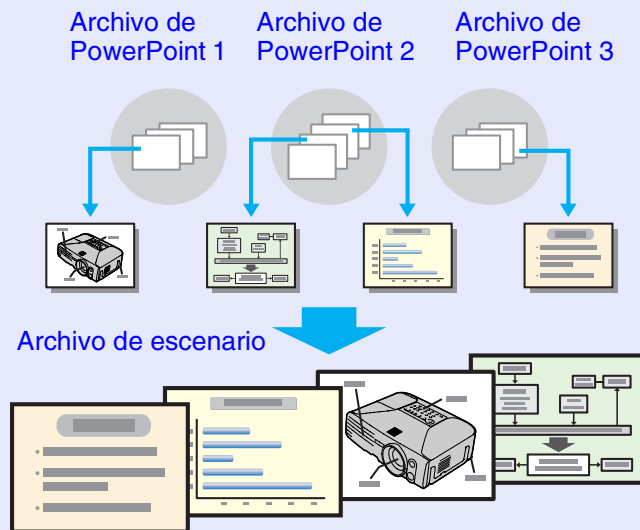 Archivo de
PowerPoint 1
Archivo de
PowerPoint 2
Archivo de
PowerPoint 3
Archivo de escenario